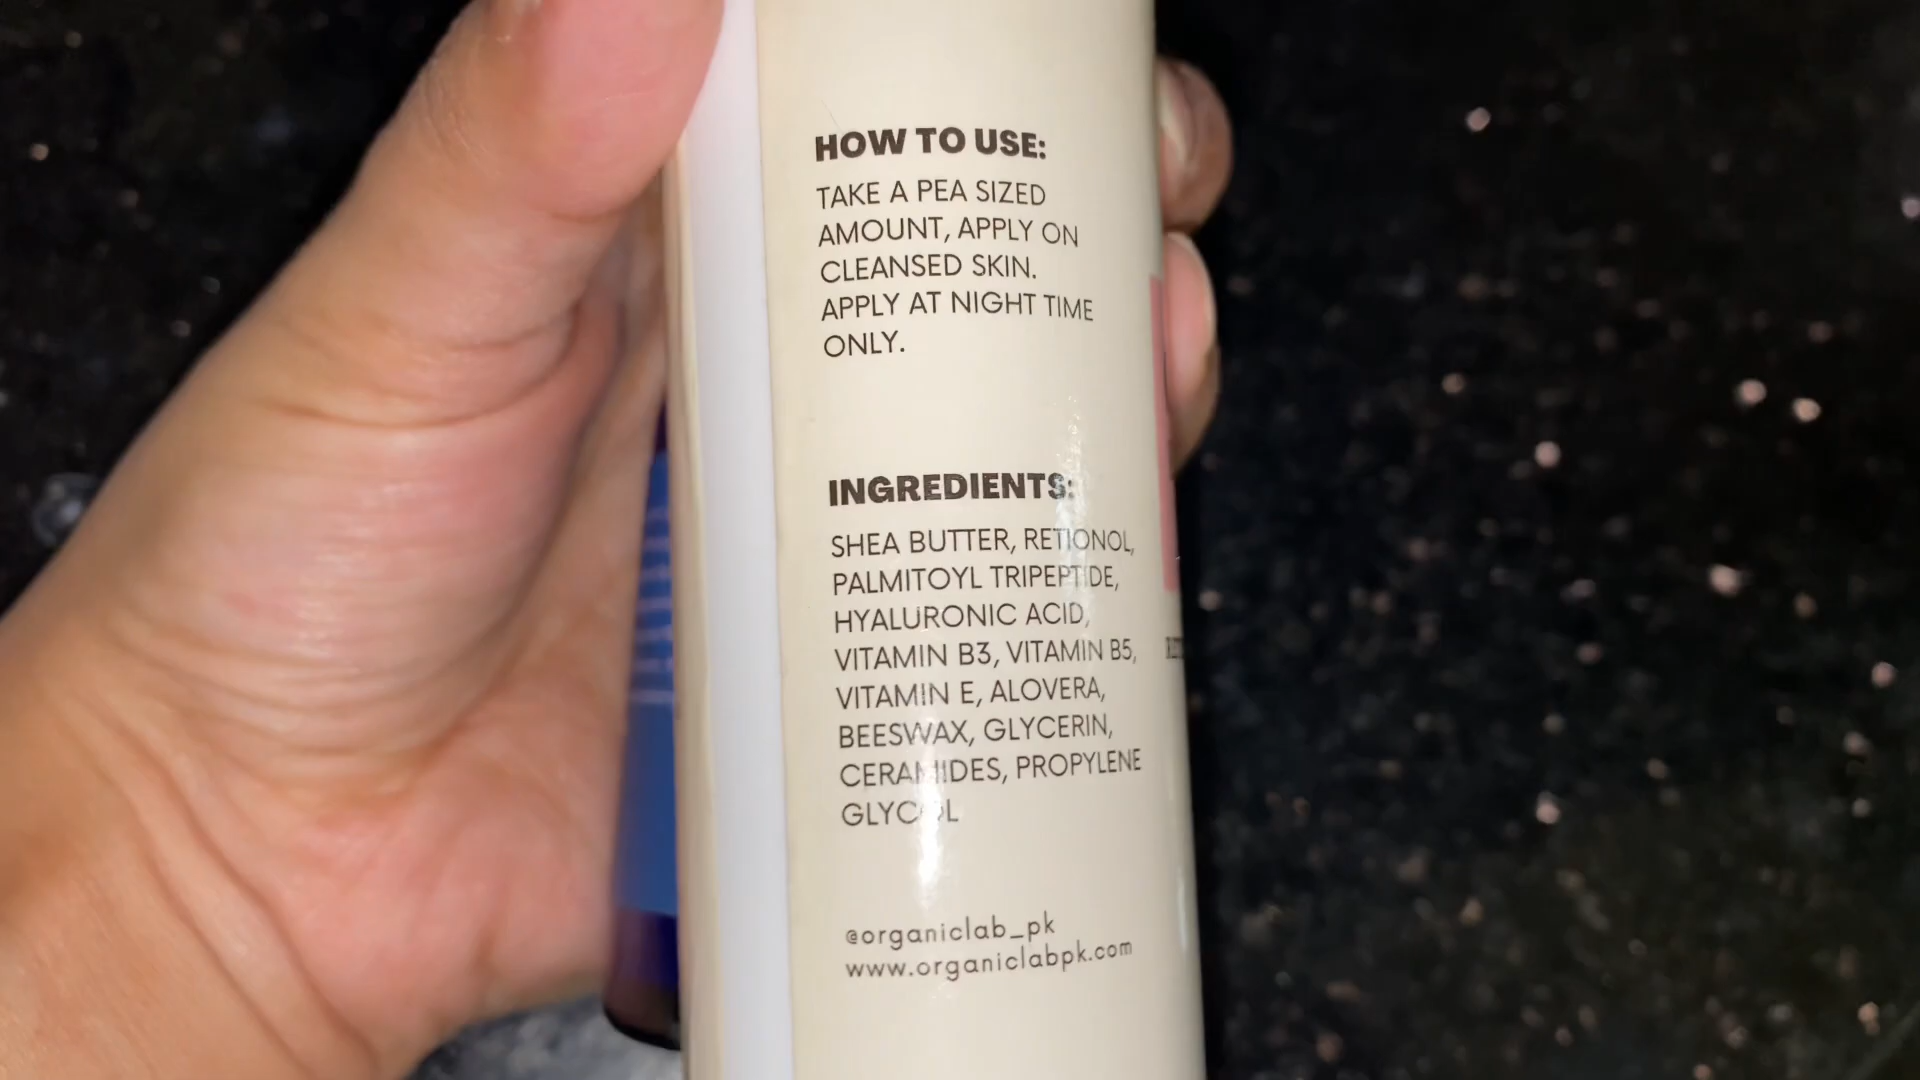 HOW TO USE:
TAKE A PEA SIZED
AMOUNT, APPLY ON
CLEANSED SKIN.
APPLY AT NIGHT TIME
ONLY.
INGREDIENTS:
SHEA BUTTER, RETIONOL,
PALMITOYL TRIPEPTIDE,
HYALURONIC ACID,
VITAMIN B3, VITAMIN B5,
VITAMIN E, ALOVERA,
BEESWAX, GLYCERIN,
CERAMIDES, PROPYLENE
GLYCOL
@organiclab_pk
www.organiclabpk.com